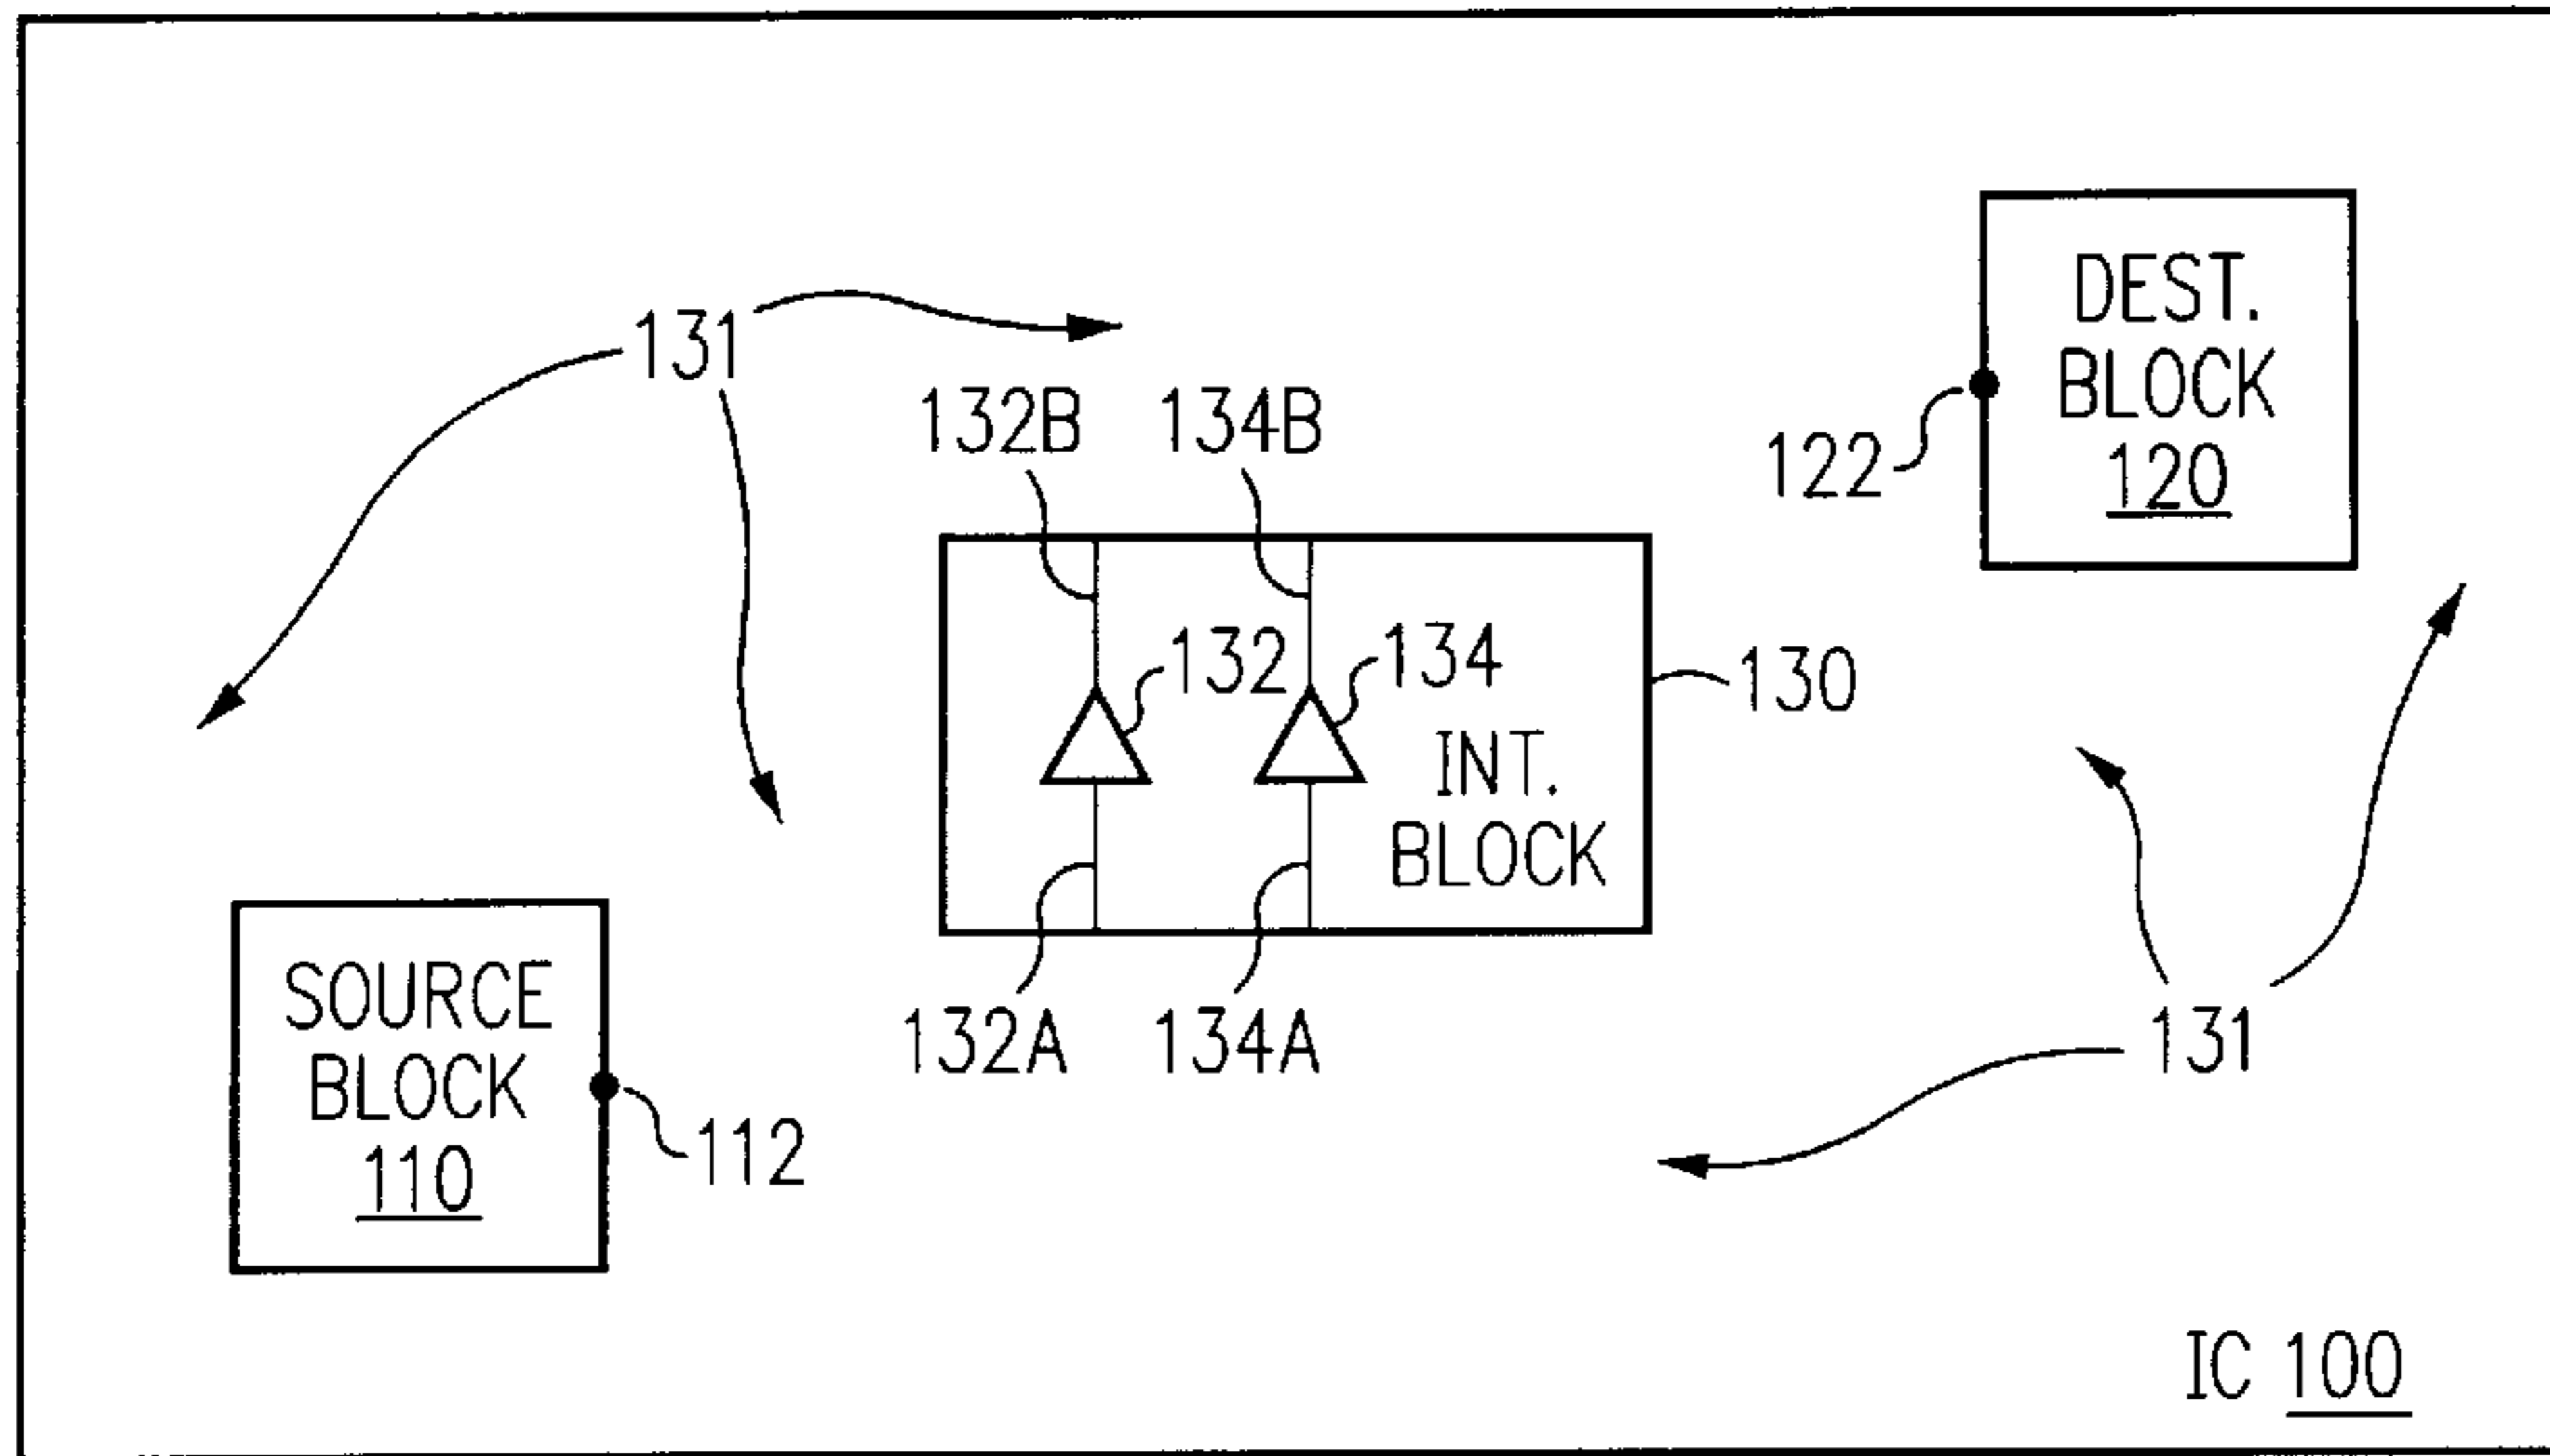 DEST.
BLOCK
120
131
132B 134B
122
132 134
130
INT.
BLOCK
SOURCE
BLOCK
110
132A 134A
131
112
IC 100